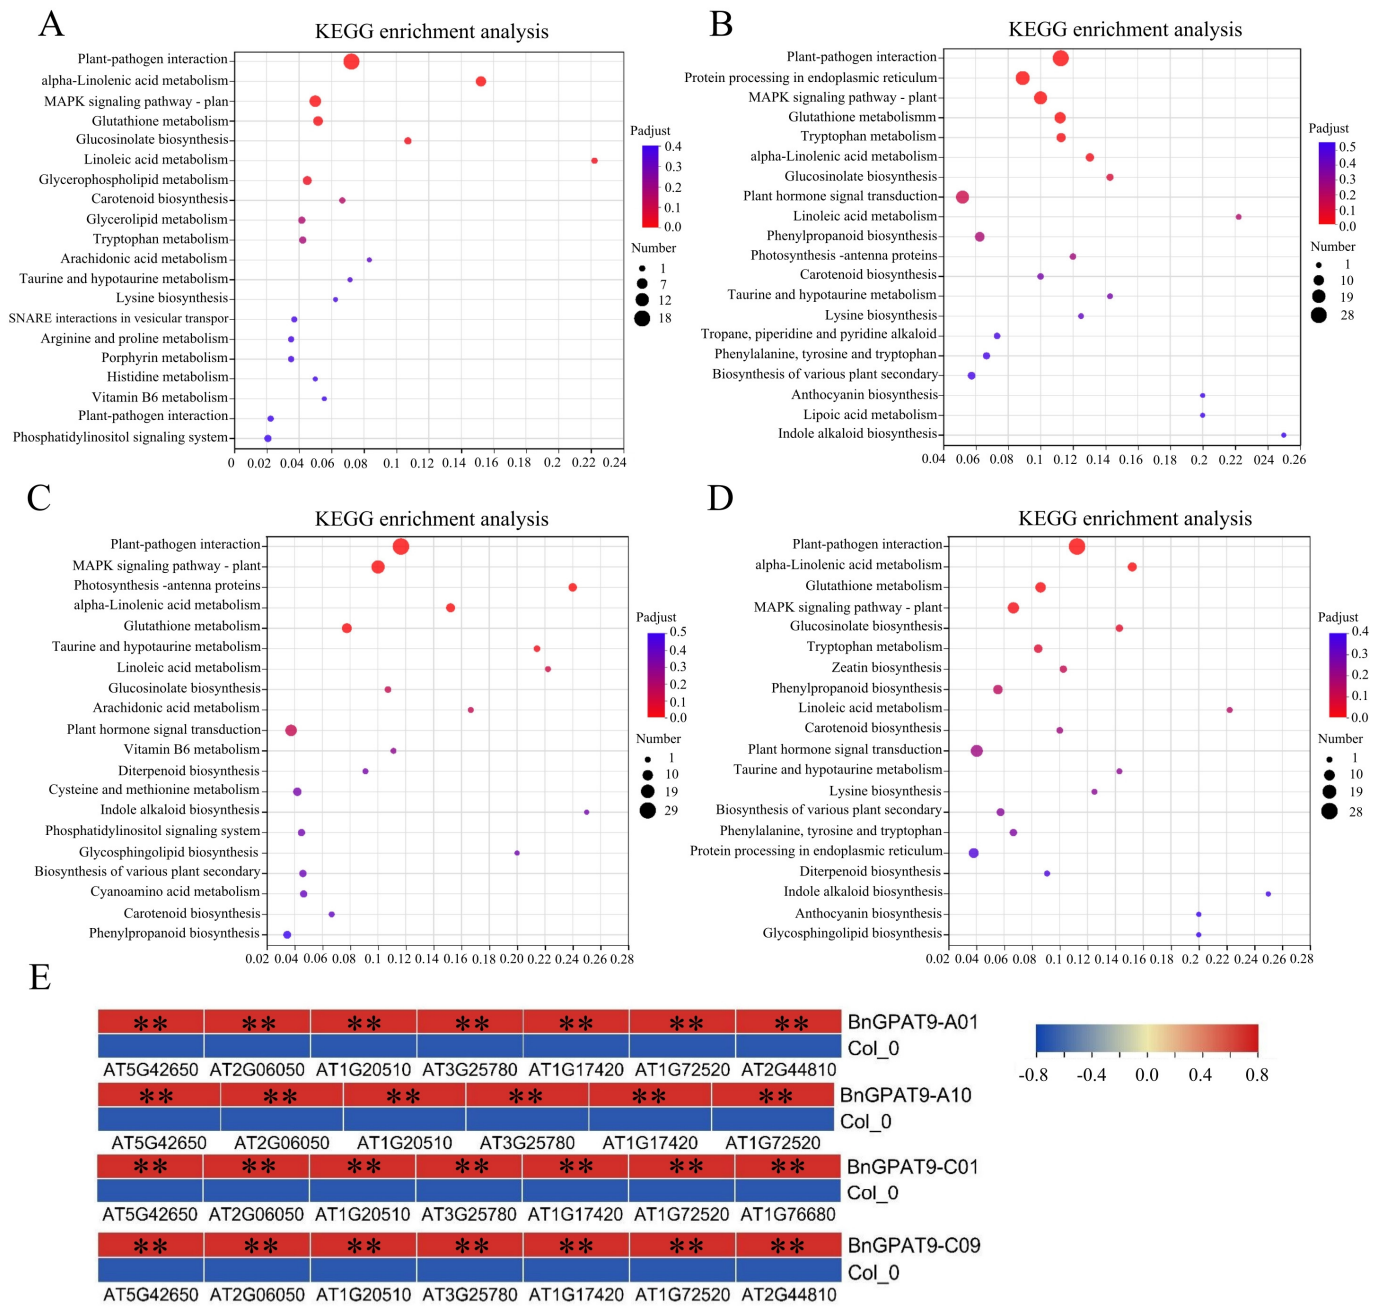 A
KEGG enrichment analysis
Plant-pathogen interaction
alpha-Linolenic acid metabolism
MAPK signaling pathway - plan
Glutathione metabolism
Glucosinolate biosynthesis
Linoleic acid metabolism
Glycerophospholipid metabolism
Carotenoid biosynthesis
Glycerolipid metabolism
Tryptophan metabolism
Arachidonic acid metabolism
Taurine and hypotaurine metabolism
Lysine biosynthesis
SNARE interactions in vesicular transpor
Arginine and proline metabolism
Porphyrin metabolism
Histidine metabolism
Vitamin B6 metabolism
Plant-pathogen interaction
Phosphatidylinositol signaling system
0 0.02 0.04 0.06 0.08 0.1 0.12 0.14 0.16 0.18 0.2 0.22 0.24
Padjust
0.4
0.3
0.2
0.1
0.0
Number
1
7
12
18
B
KEGG enrichment analysis
Plant-pathogen interaction
Protein processing in endoplasmic reticulum
MAPK signaling pathway - plant
Glutathione metabolismm
Tryptophan metabolism
alpha-Linolenic acid metabolism
Glucosinolate biosynthesis
Plant hormone signal transduction
Linoleic acid metabolism
Phenylpropanoid biosynthesis
Photosynthesis -antenna proteins
Carotenoid biosynthesis
Taurine and hypotaurine metabolism
Lysine biosynthesis
Tropane, piperidine and pyridine alkaloid
Phenylalanine, tyrosine and tryptophan
Biosynthesis of various plant secondary
Anthocyanin biosynthesis
Lipoic acid metabolism
Indole alkaloid biosynthesis
0.04 0.06 0.08 0.1 0.12 0.14 0.16 0.18 0.2 0.22 0.24 0.26
Padjust
0.5
0.4
0.3
0.2
0.1
0.0
Number
1
10
19
28
C
KEGG enrichment analysis
Plant-pathogen interaction
MAPK signaling pathway - plant
Photosynthesis -antenna proteins
alpha-Linolenic acid metabolism
Glutathione metabolism
Taurine and hypotaurine metabolism
Linoleic acid metabolism
Glucosinolate biosynthesis
Arachidonic acid metabolism
Plant hormone signal transduction
Vitamin B6 metabolism
Diterpenoid biosynthesis
Cysteine and methionine metabolism
Indole alkaloid biosynthesis
Phosphatidylinositol signaling system
Glycosphingolipid biosynthesis
Biosynthesis of various plant secondary
Cyanoamino acid metabolism
Carotenoid biosynthesis
Phenylpropanoid biosynthesis
0.02 0.04 0.06 0.08 0.1 0.12 0.14 0.16 0.18 0.20 0.22 0.24 0.26 0.28
Padjust
0.5
0.4
0.3
0.2
0.1
0.0
Number
1
10
19
29
D
KEGG enrichment analysis
Plant-pathogen interaction
alpha-Linolenic acid metabolism
Glutathione metabolism
MAPK signaling pathway - plant
Glucosinolate biosynthesis
Tryptophan metabolism
Zeatin biosynthesis
Phenylpropanoid biosynthesis
Linoleic acid metabolism
Carotenoid biosynthesis
Plant hormone signal transduction
Taurine and hypotaurine metabolism
Lysine biosynthesis
Biosynthesis of various plant secondary
Phenylalanine, tyrosine and tryptophan
Protein processing in endoplasmic reticulum
Diterpenoid biosynthesis
Indole alkaloid biosynthesis
Anthocyanin biosynthesis
Glycosphingolipid biosynthesis
0.02 0.04 0.06 0.08 0.1 0.12 0.14 0.16 0.18 0.2 0.22 0.24 0.26 0.28
Padjust
0.4
0.3
0.2
0.1
0.0
Number
1
10
19
28
E
** ** ** ** ** ** ** BnGPAT9-A01
Col_0
AT5G42650 AT2G06050 AT1G20510 AT3G25780 AT1G17420 AT1G72520 AT2G44810
** ** ** ** ** ** BnGPAT9-A10
Col_0
AT5G42650 AT2G06050 AT1G20510 AT3G25780 AT1G17420 AT1G72520
** ** ** ** ** ** ** BnGPAT9-C01
Col_0
AT5G42650 AT2G06050 AT1G20510 AT3G25780 AT1G17420 AT1G72520 AT1G76680
** ** ** ** ** ** ** BnGPAT9-C09
Col_0
AT5G42650 AT2G06050 AT1G20510 AT3G25780 AT1G17420 AT1G72520 AT2G44810
-0.8 -0.4 0.0 0.4 0.8